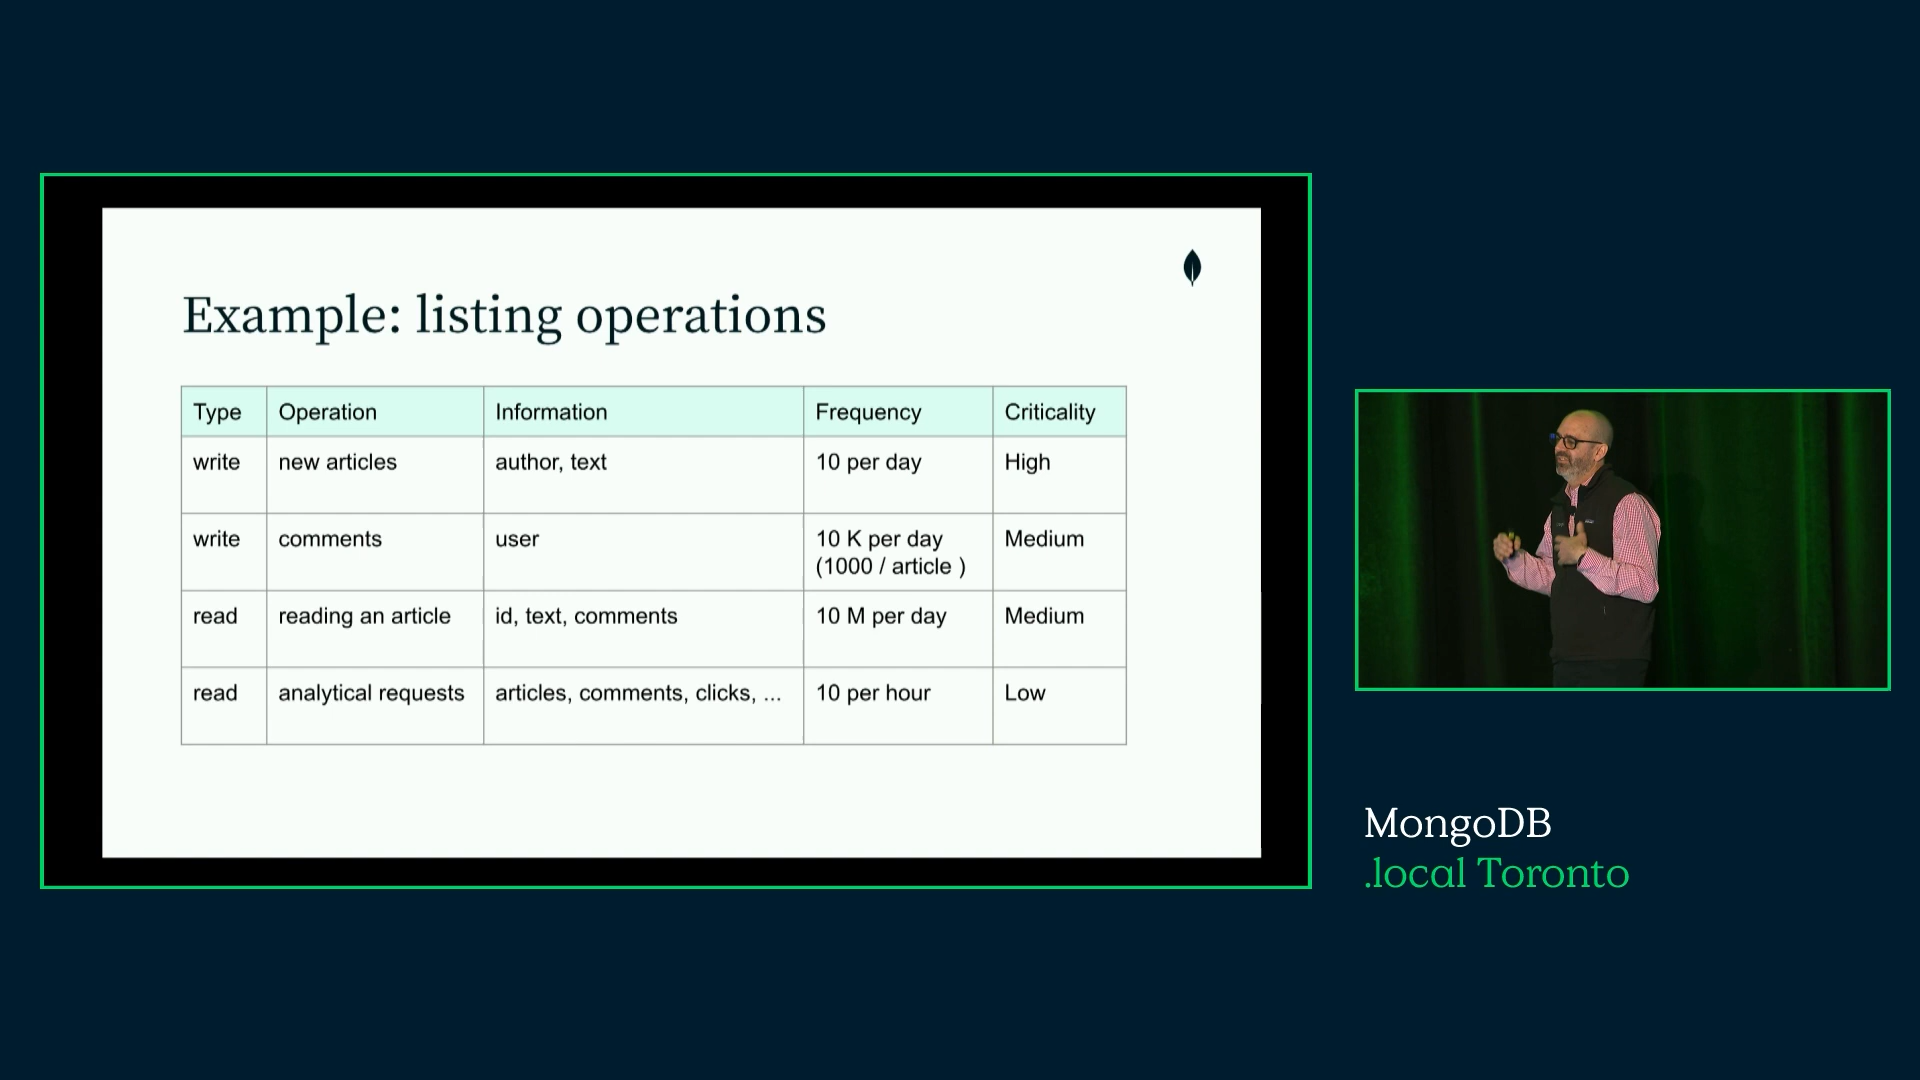 Example: listing operations
Type Operation Information Frequency Criticality
write new articles author, text 10 per day High
write comments user 10 K per day Medium
(1000 / article )
read reading an article id, text, comments 10 M per day Medium
read analytical requests articles, comments, clicks, ... 10 per hour Low
MongoDB
.local Toronto